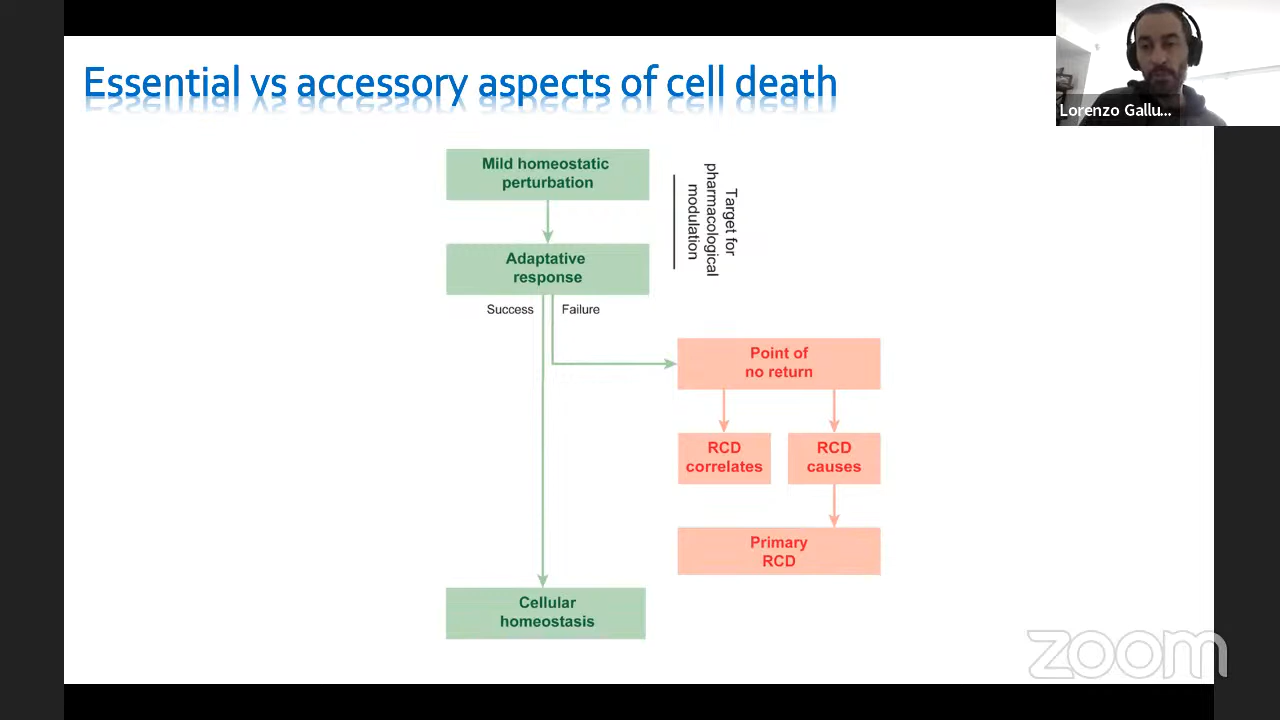 Essential vs accessory aspects of cell death
Lorenzo Gallu...
Mild homeostatic
perturbation
Target for
pharmacological
modulation
Adaptative
response
Success
Failure
Point of
no return
RCD
correlates
RCD
causes
Primary
RCD
Cellular
homeostasis
zoom